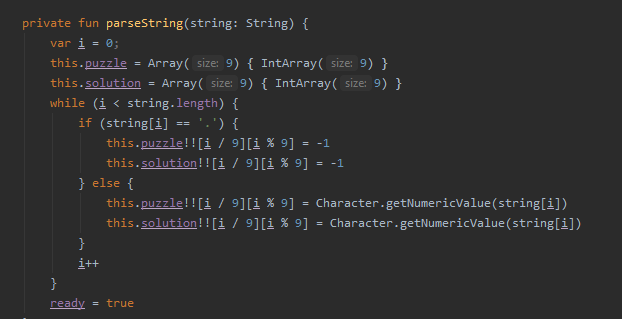 private fun parseString(string: String) {
var i = 0;
this.puzzle = Array( size: 9) { IntArray( size: 9) }
this.solution = Array( size: 9) { IntArray( size: 9) }
while (i < string.length) {
if (string[i] == '.') {
this.puzzle!![i / 9][i % 9] = -1
this.solution!![i / 9][i % 9] = -1
} else {
this.puzzle!![i / 9][i % 9] = Character.getNumericValue(string[i])
this.solution!![i / 9][i % 9] = Character.getNumericValue(string[i])
}
i++
}
ready = true